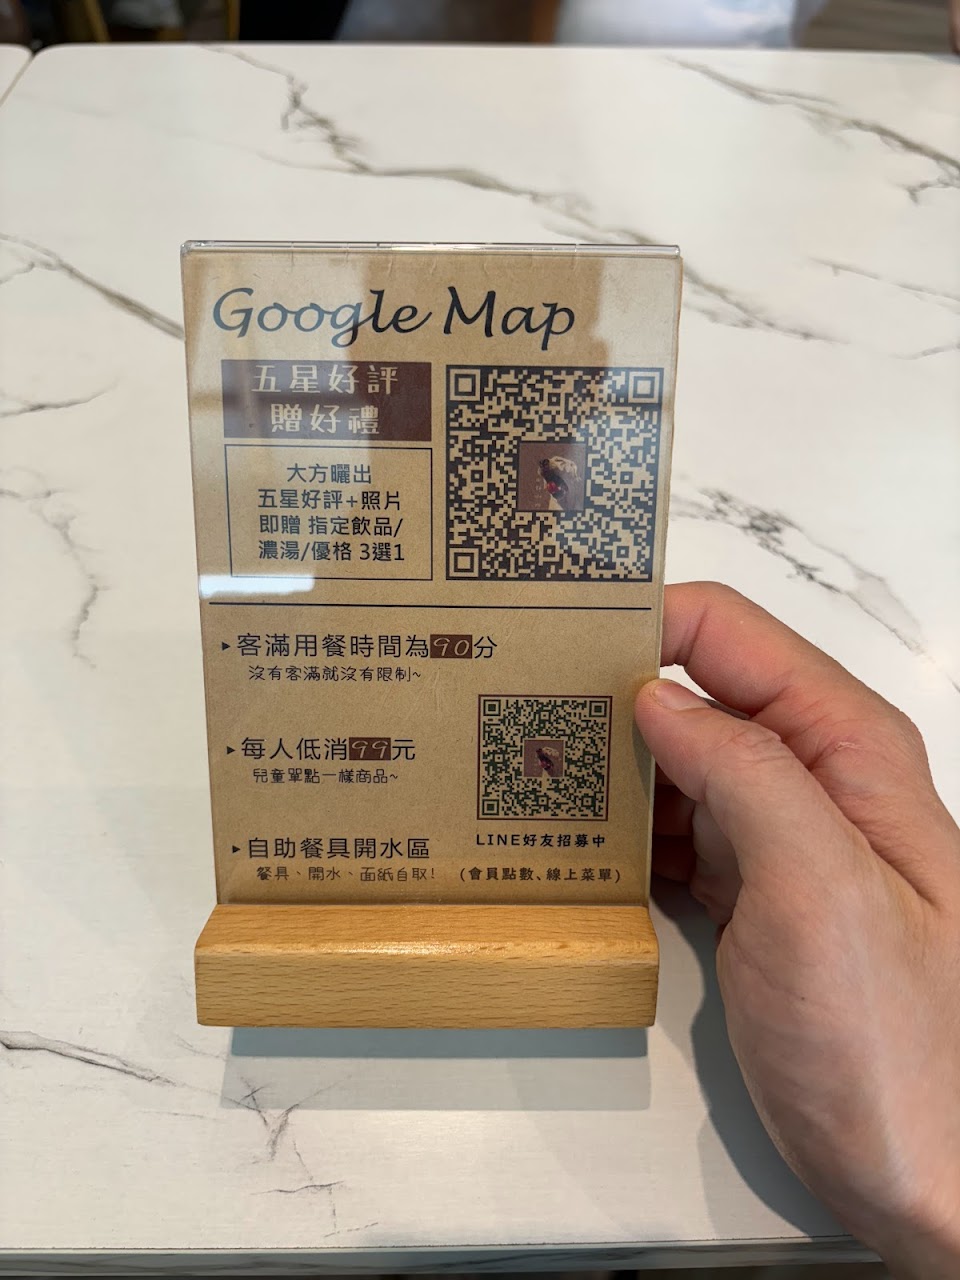 Google Map
五星好評
贈好禮
大方曬出
五星好評+照片
即贈 指定飲品/
濃湯/優格 3選1
▸客滿用餐時間為90分
沒有客滿就沒有限制~
▸每人低消99元
兒童單點一樣商品~
▸自助餐具開水區
餐具、開水、面紙自取!
LINE好友招募中
(會員點數、線上菜單)